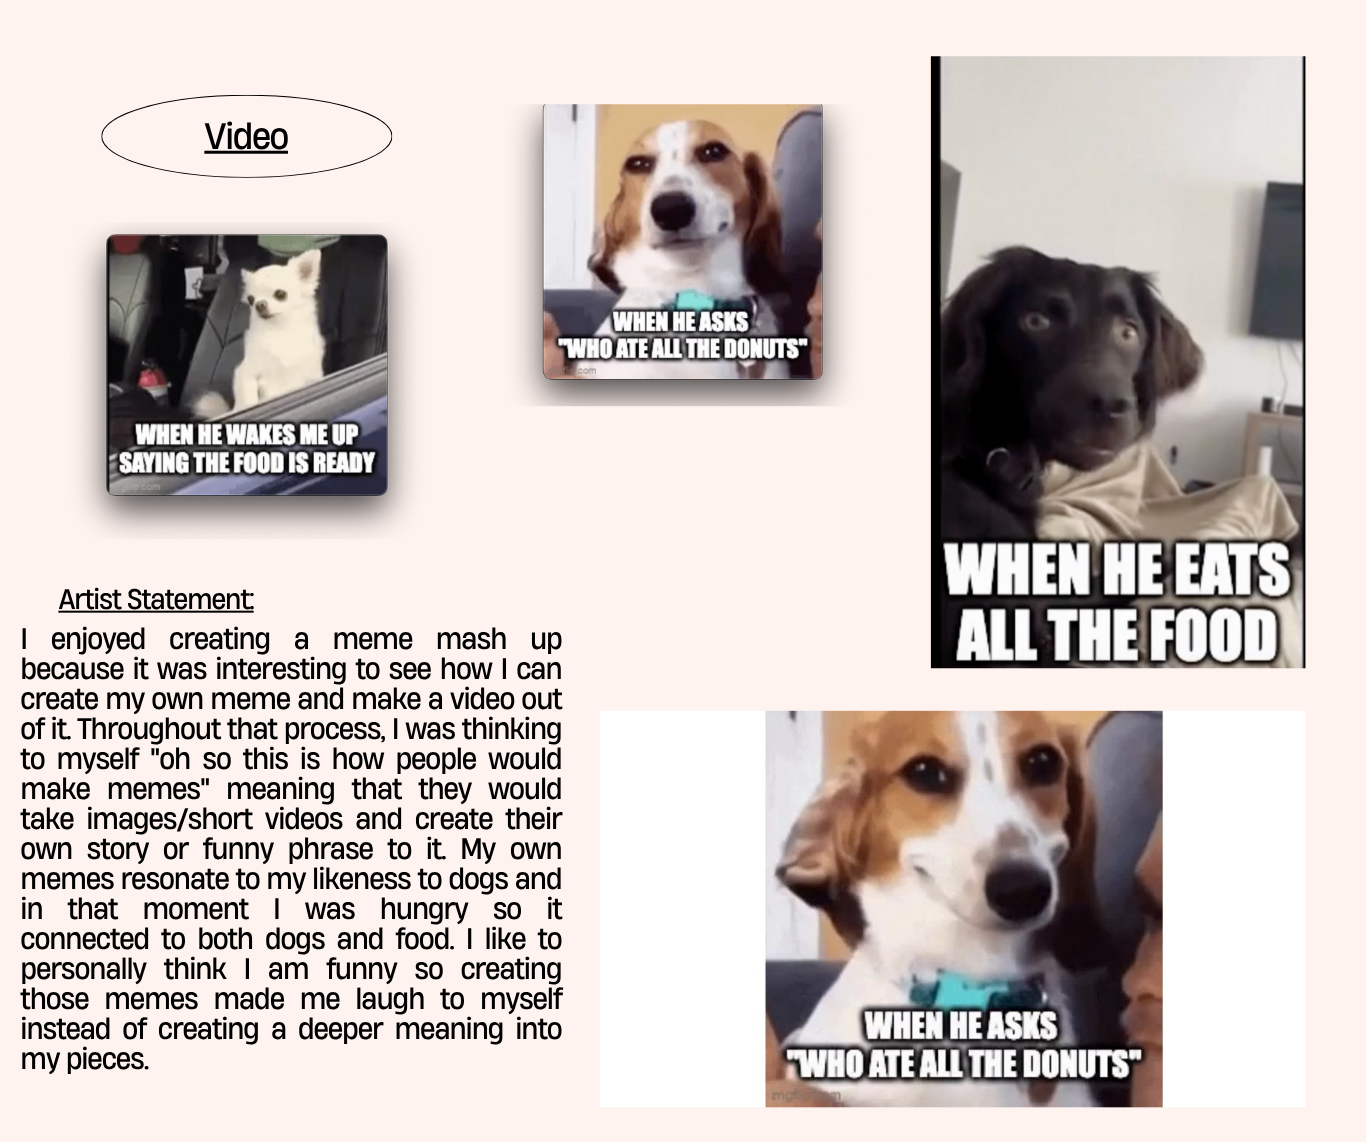 Video
WHEN HE WAKES ME UP
SAYING THE FOOD IS READY
WHEN HE ASKS
"WHO ATE ALL THE DONUTS"
WHEN HE EATS
ALL THE FOOD
Artist Statement:
I enjoyed creating a meme mash up
because it was interesting to see how I can
create my own meme and make a video out
of it. Throughout that process, I was thinking
to myself "oh so this is how people would
make memes" meaning that they would
take images/short videos and create their
own story or funny phrase to it. My own
memes resonate to my likeness to dogs and
in that moment I was hungry so it
connected to both dogs and food. I like to
personally think I am funny so creating
those memes made me laugh to myself
instead of creating a deeper meaning into
my pieces.
WHEN HE ASKS
"WHO ATE ALL THE DONUTS"